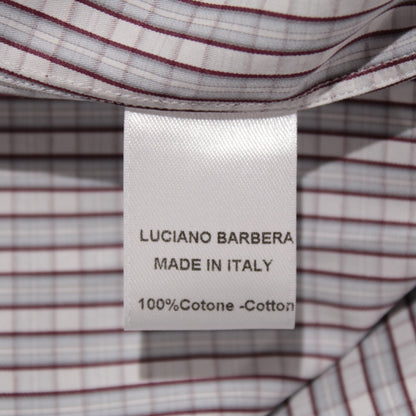 LUCIANO BARBERA
MADE IN ITALY
100%Cotone -Cotton